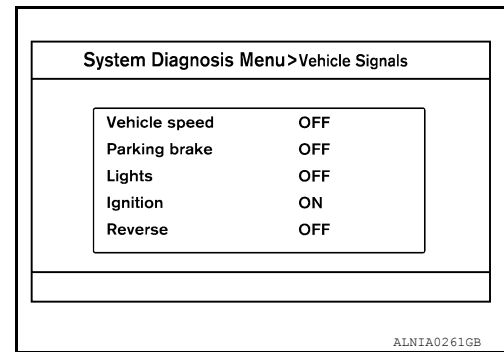 System Diagnosis Menu>Vehicle Signals
Vehicle speed OFF
Parking brake OFF
Lights OFF
Ignition ON
Reverse OFF
ALNIA0261GB